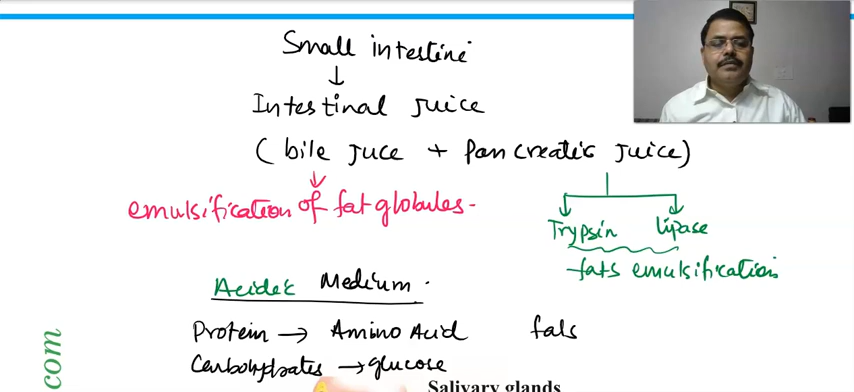 Small intestine
↓
Intestinal Juice
(bile Juce + Pancreatic Juice)
emulsification of fat globules.
Trypsin Lipase
fats emulsification
Acidic Medium.
Protein → Amino Acid fats
Carbohydrates → glucose
Salivary glands
com